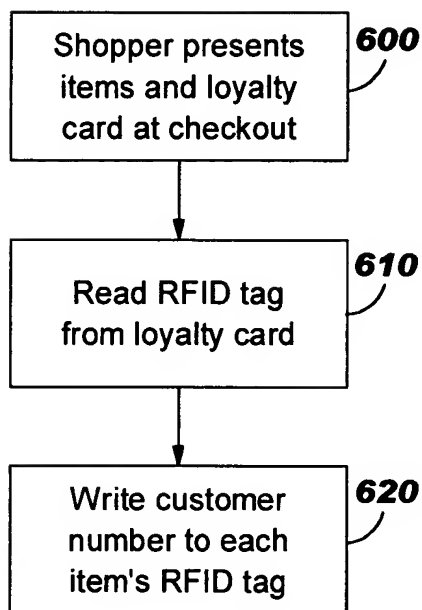 Shopper presents
items and loyalty
card at checkout
600
Read RFID tag
from loyalty card
610
Write customer
number to each
item's RFID tag
620